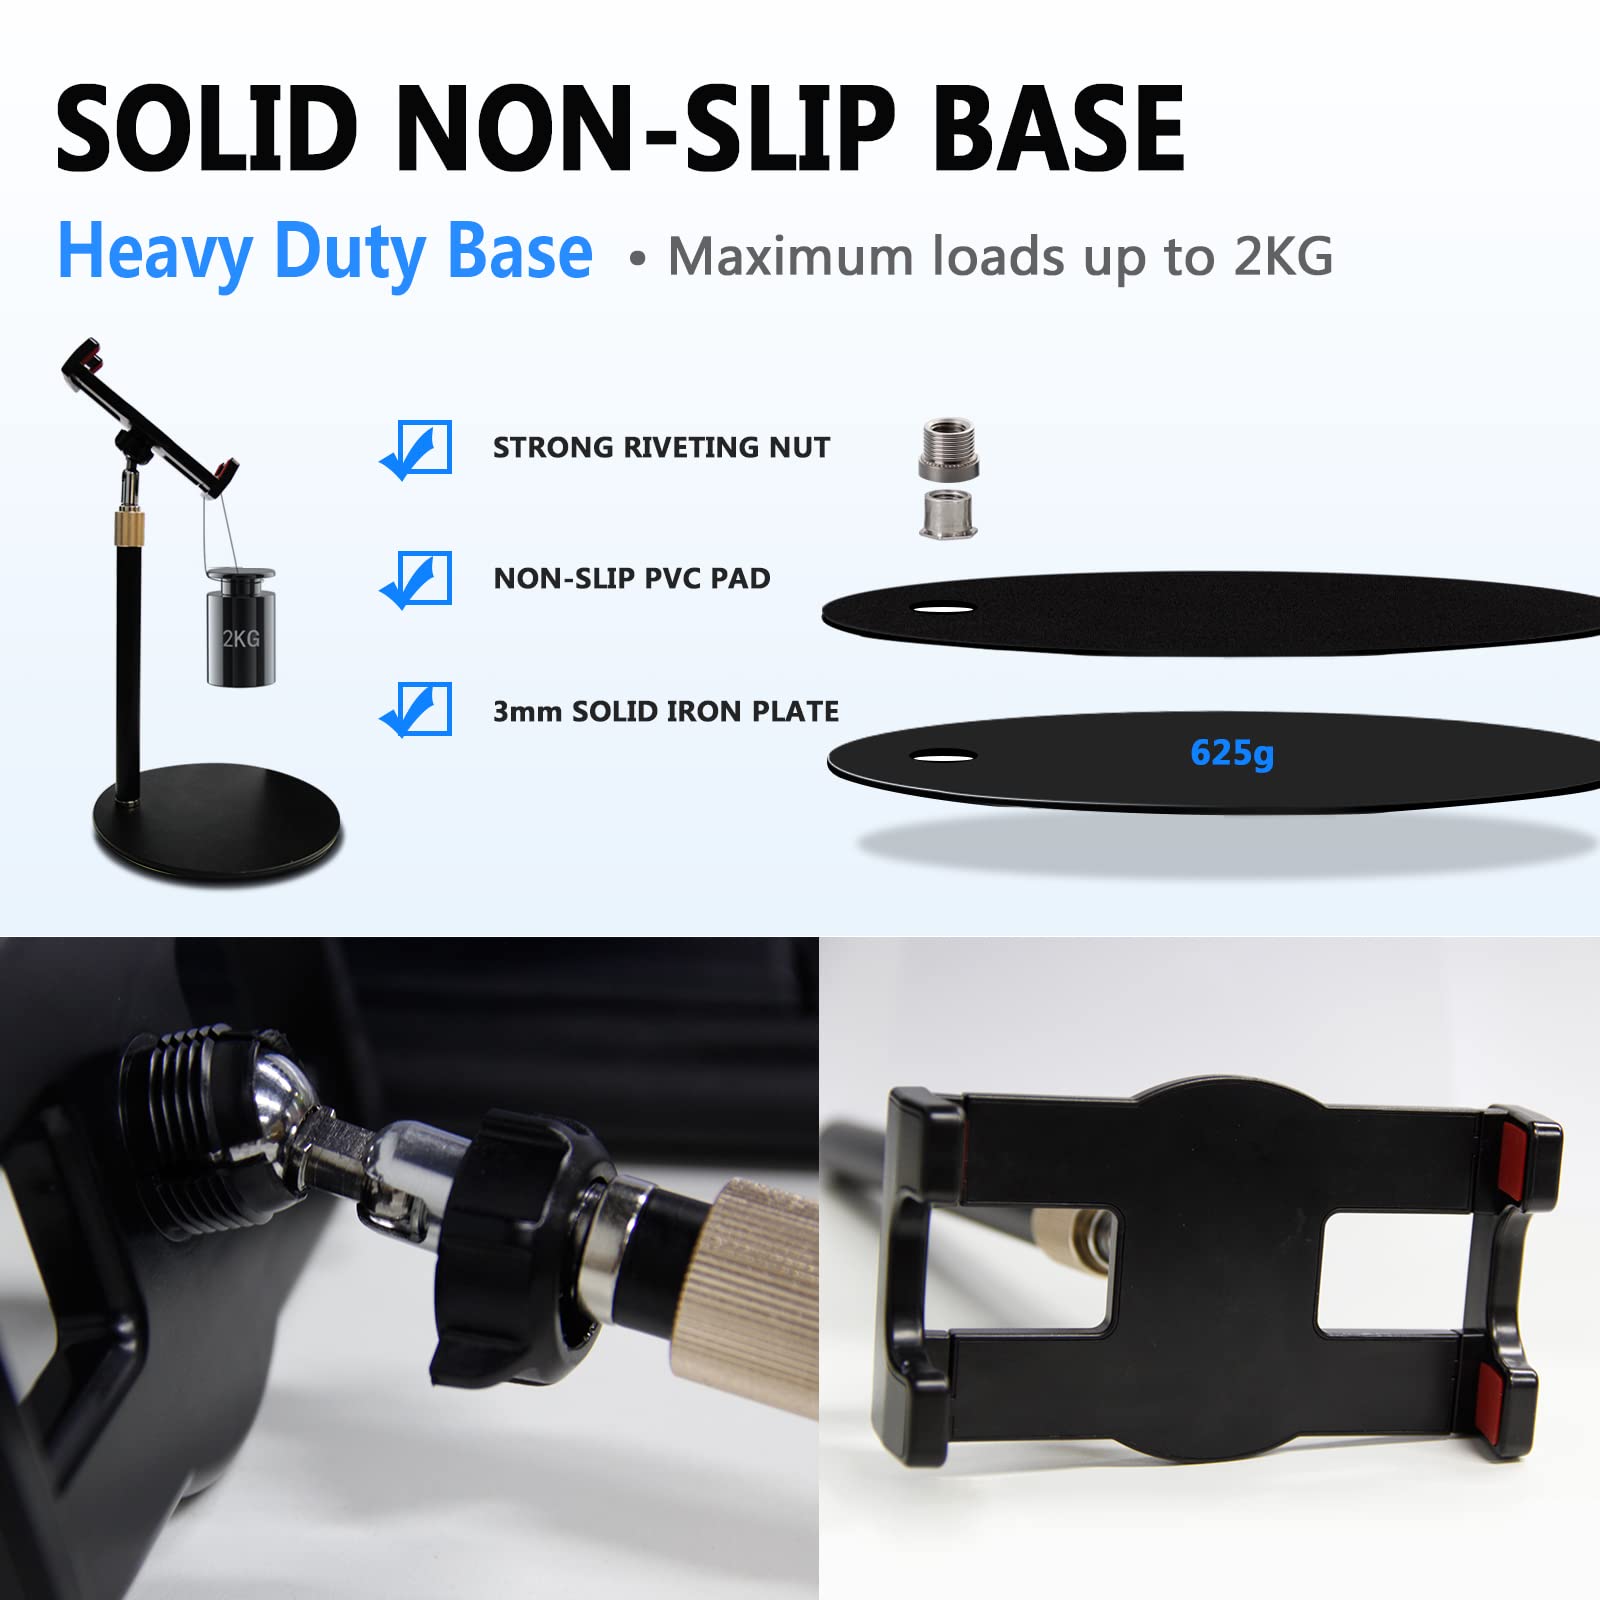 SOLID NON-SLIP BASE
Heavy Duty Base • Maximum loads up to 2KG
STRONG RIVETING NUT
NON-SLIP PVC PAD
2KG
3mm SOLID IRON PLATE
625g